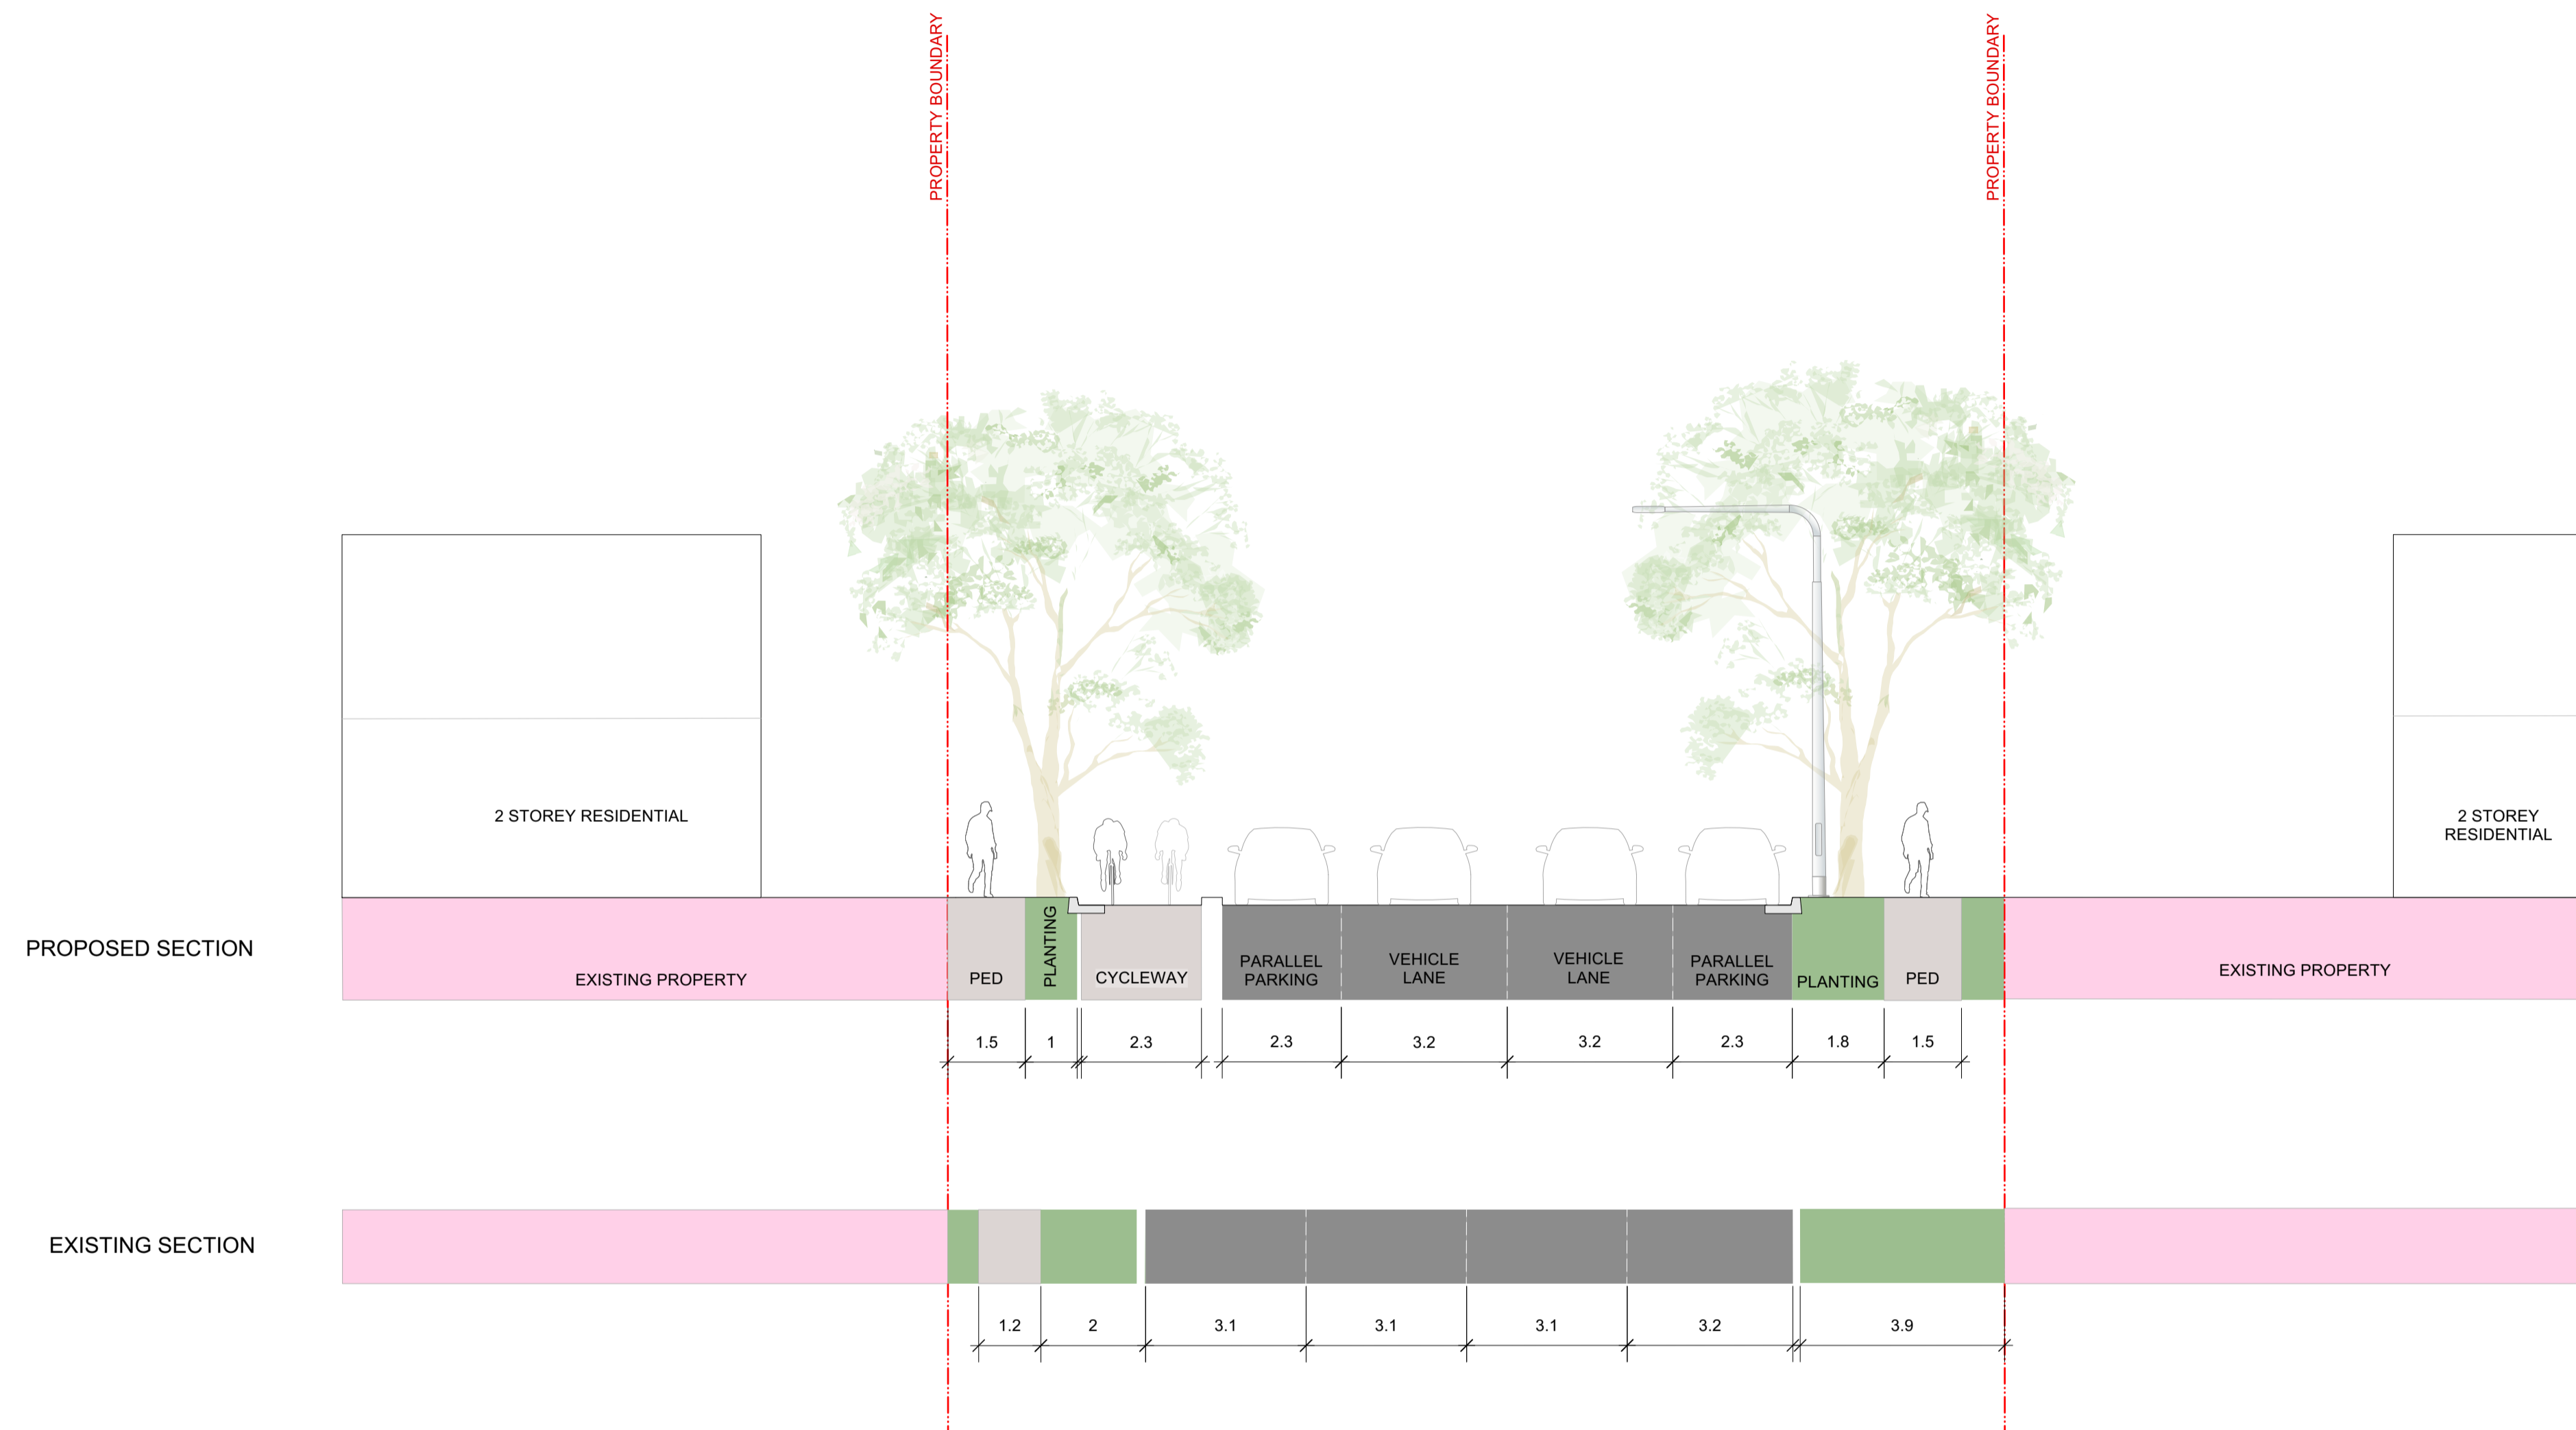 PROPERTY BOUNDARY
PROPERTY BOUNDARY
2 STOREY RESIDENTIAL
2 STOREY
RESIDENTIAL
PROPOSED SECTION
EXISTING PROPERTY
PED
PLANTING
CYCLEWAY
PARALLEL
PARKING
VEHICLE
LANE
VEHICLE
LANE
PARALLEL
PARKING
PLANTING
PED
EXISTING PROPERTY
1.5
1
2.3
2.3
3.2
3.2
2.3
1.8
1.5
EXISTING SECTION
1.2
2
3.1
3.1
3.1
3.2
3.9